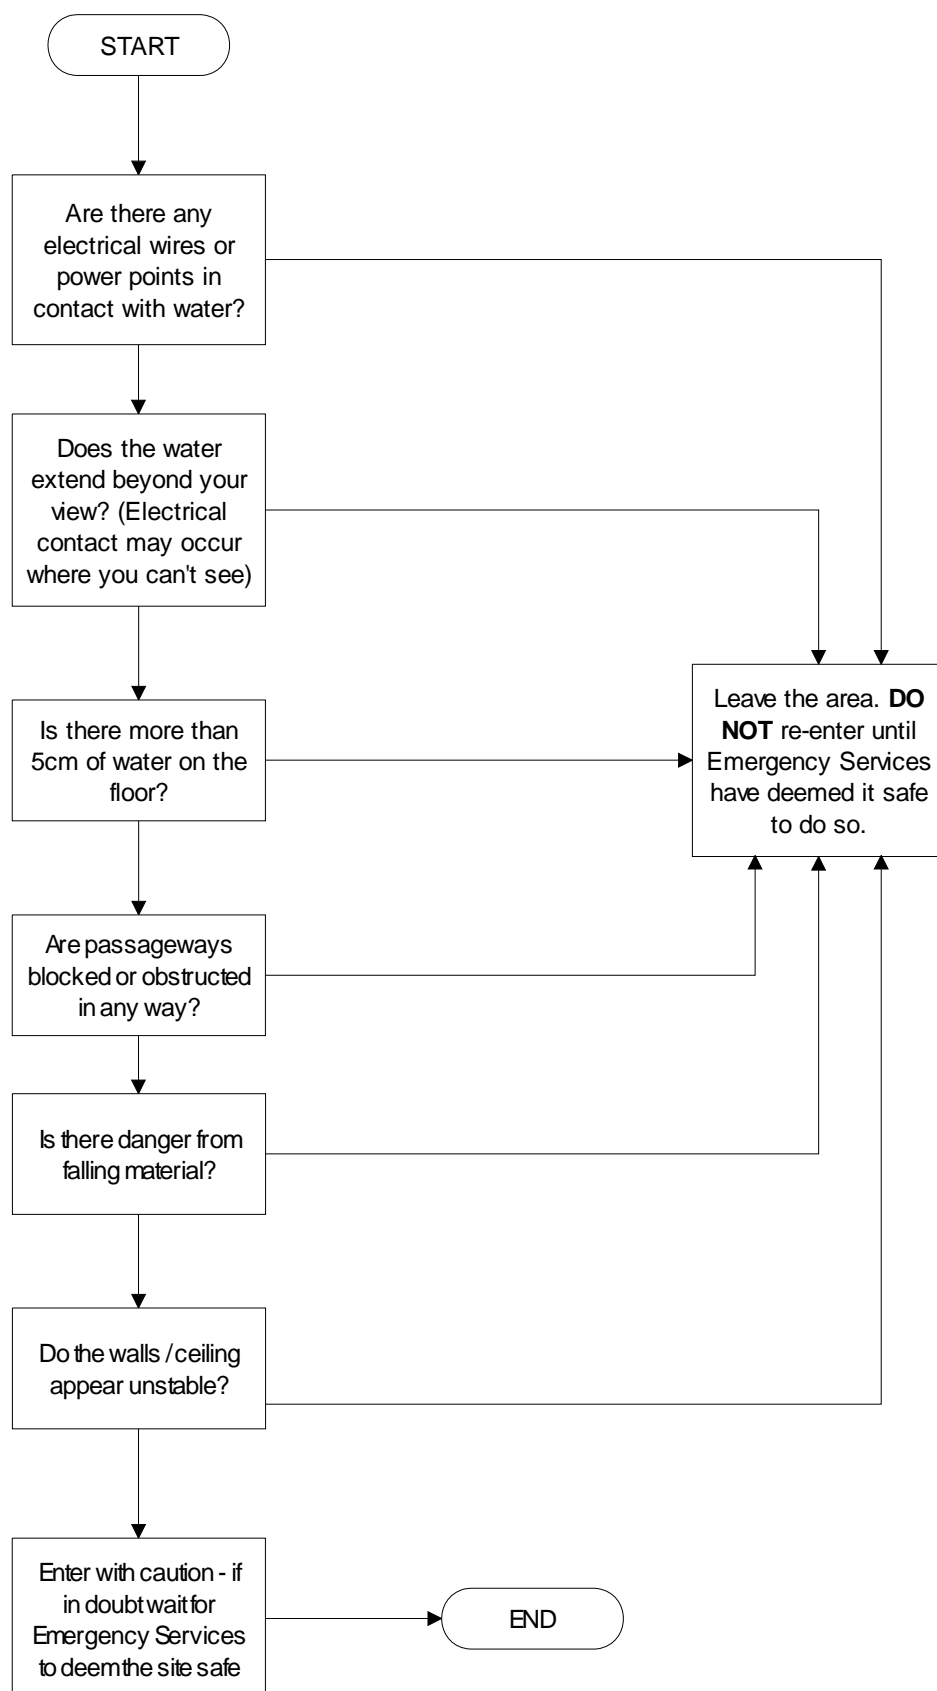 START
Are there any
electrical wires or
power points in
contact with water?
Does the water
extend beyond your
view? (Electrical
contact may occur
where you can't see)
Is there more than
5cm of water on the
floor?
Leave the area. DO
NOT re-enter until
Emergency Services
have deemed it safe
to do so.
Are passageways
blocked or obstructed
in any way?
Is there danger from
falling material?
Do the walls / ceiling
appear unstable?
Enter with caution - if
in doubt wait for
Emergency Services
to deem the site safe
END